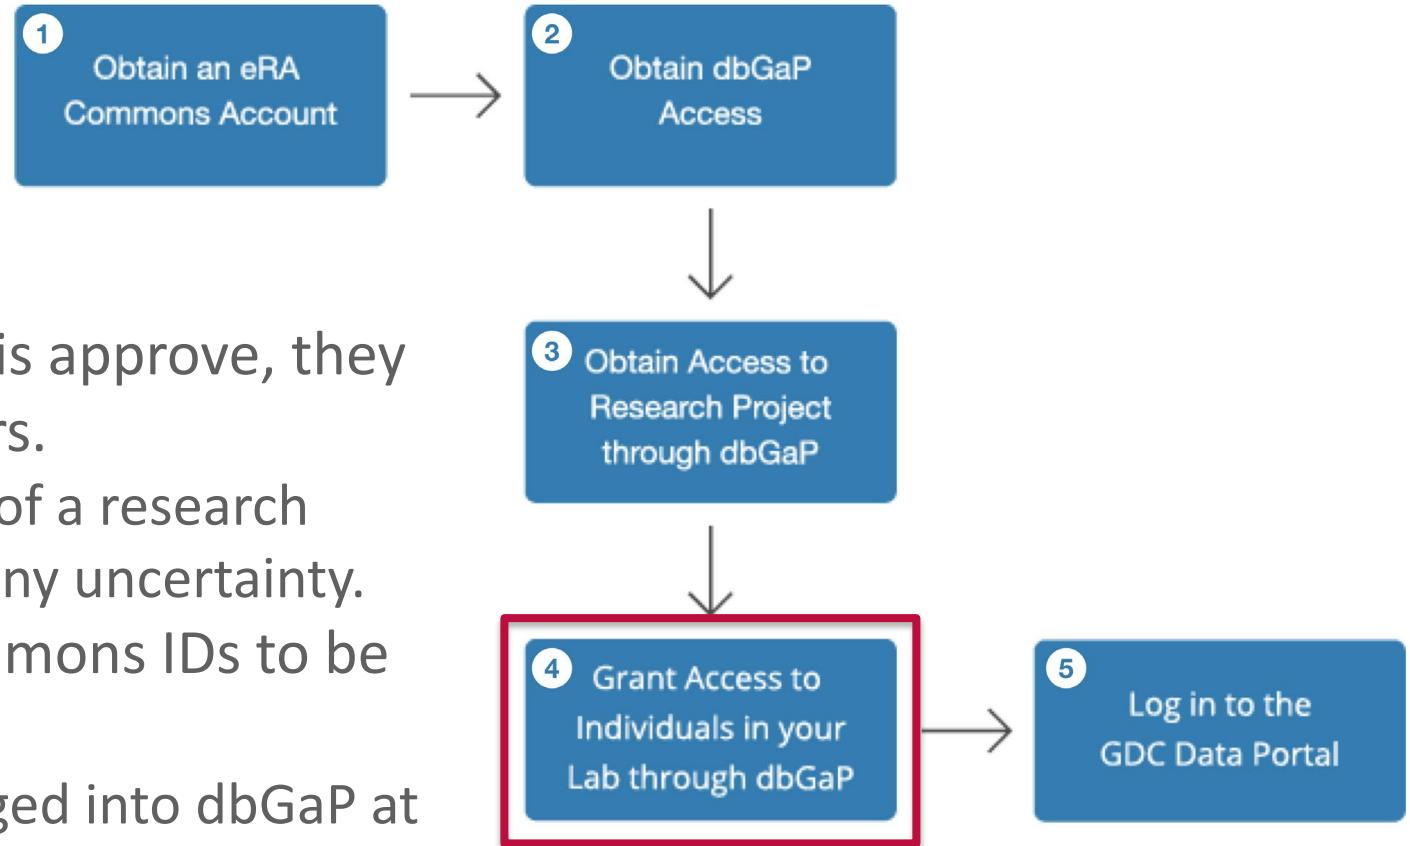 1
Obtain an eRA
Commons Account
2
Obtain dbGaP
Access
3
Obtain Access to
Research Project
through dbGaP
is approve, they
rs.
of a research
ny uncertainty.
mmons IDs to be
ged into dbGaP at
4
Grant Access to
Individuals in your
Lab through dbGaP
5
Log in to the
GDC Data Portal